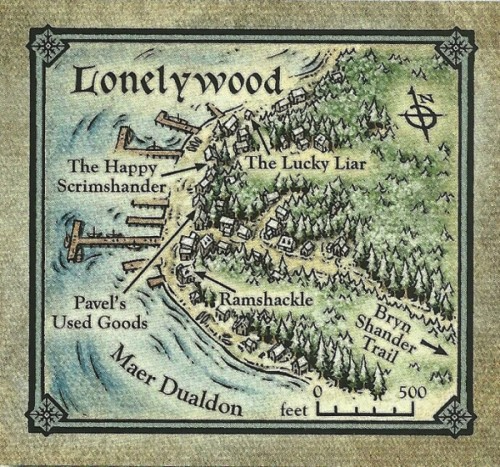 Lonelywood
N
The Happy
Scrimshander
The Lucky Liar
Pavel's
Used Goods
Ramshackle
Bryn
Shander
Trail
Maer Dualdon
feet 0 500